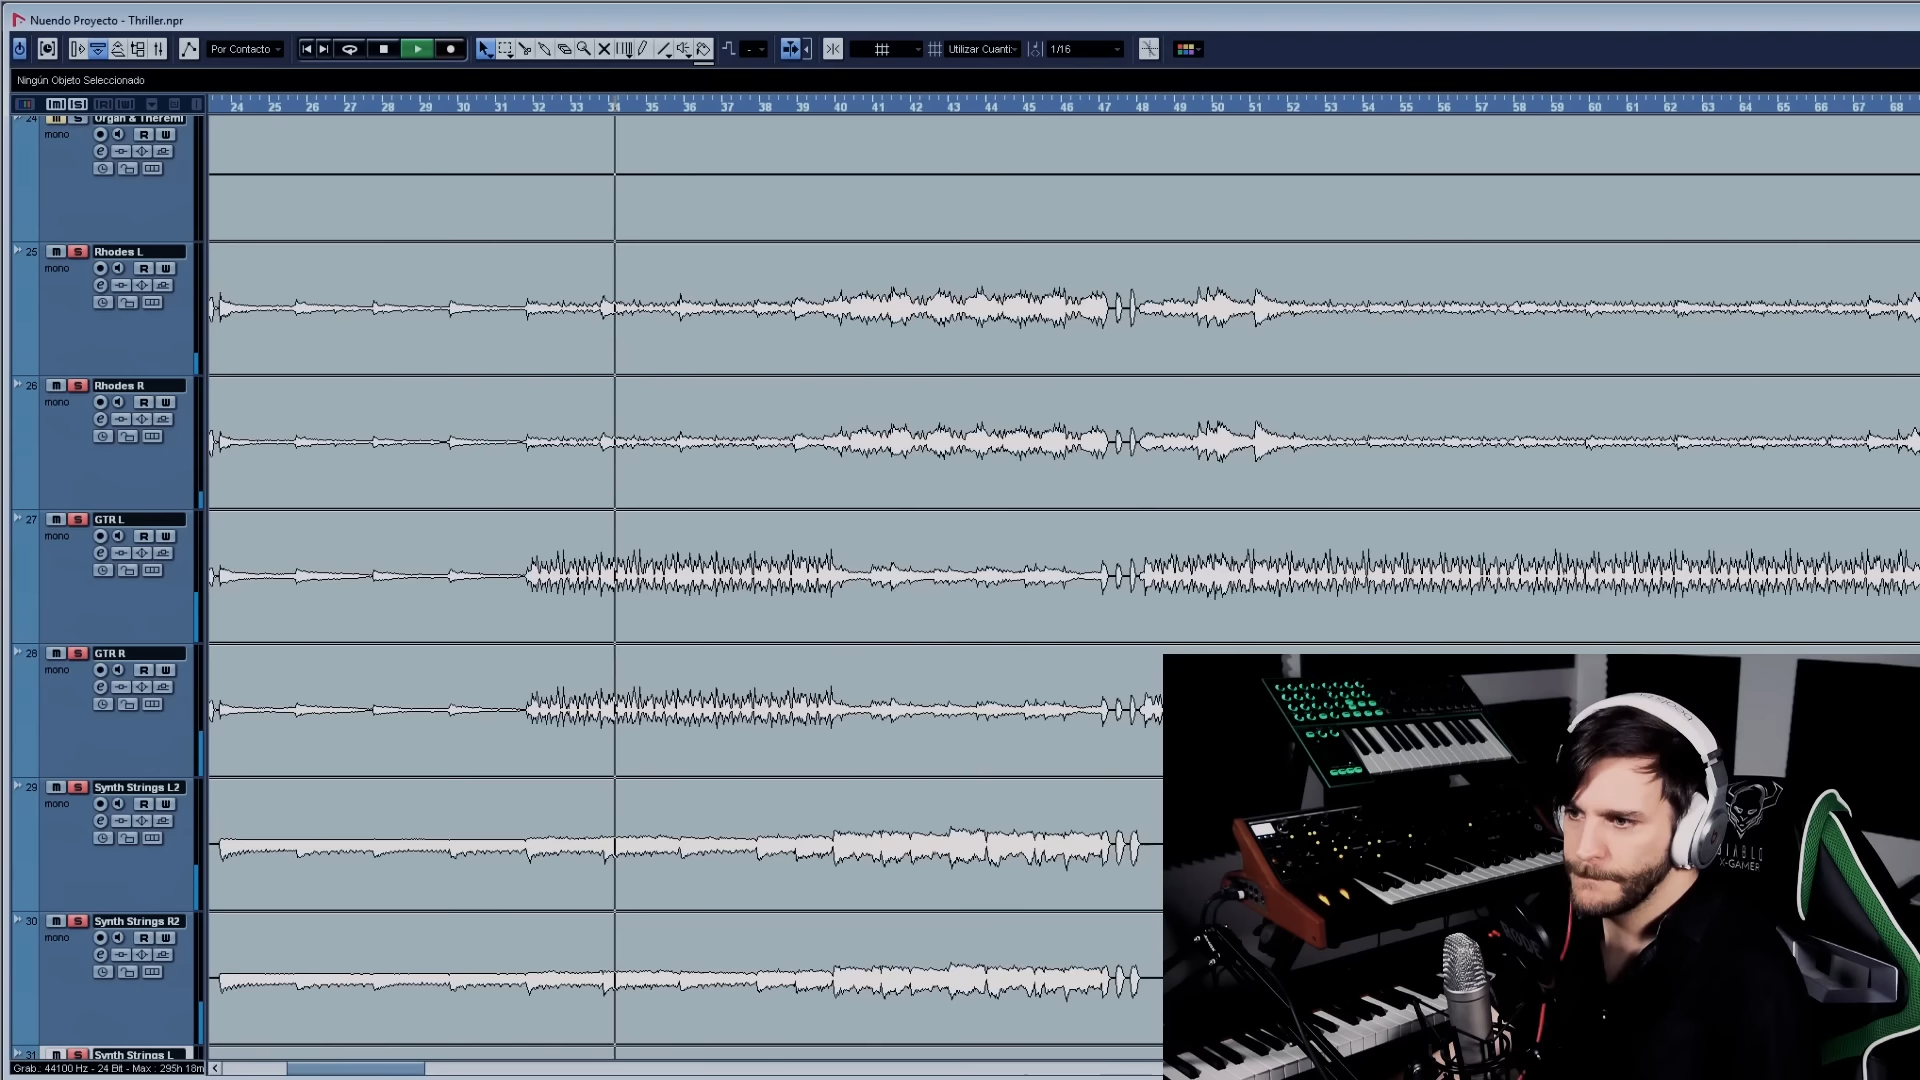 Nuendo Proyecto - Thriller.npr
Por Contacto
Utilizar Cuanti
1/16
Ningún Objeto Seleccionado
24 25 26 27 28 29 30 31 32 33 34 35 36 37 38 39 40 41 42 43 44 45 46 47 48 49 50 51 52 53 54 55 56 57 58 59 60 61 62 63 64 65 66 67 68
24 m S Organ & Theremi
mono R W
e
25 m S Rhodes L
mono R W
e
26 m S Rhodes R
mono R W
e
27 m S GTR L
mono R W
e
28 m S GTR R
mono R W
e
29 m S Synth Strings L2
mono R W
e
30 m S Synth Strings R2
mono R W
e
31 m S Synth Strings L
Grab.: 44100 Hz - 24 Bit - Max : 295h 18m
DIABLO
X-GAMER
RODE